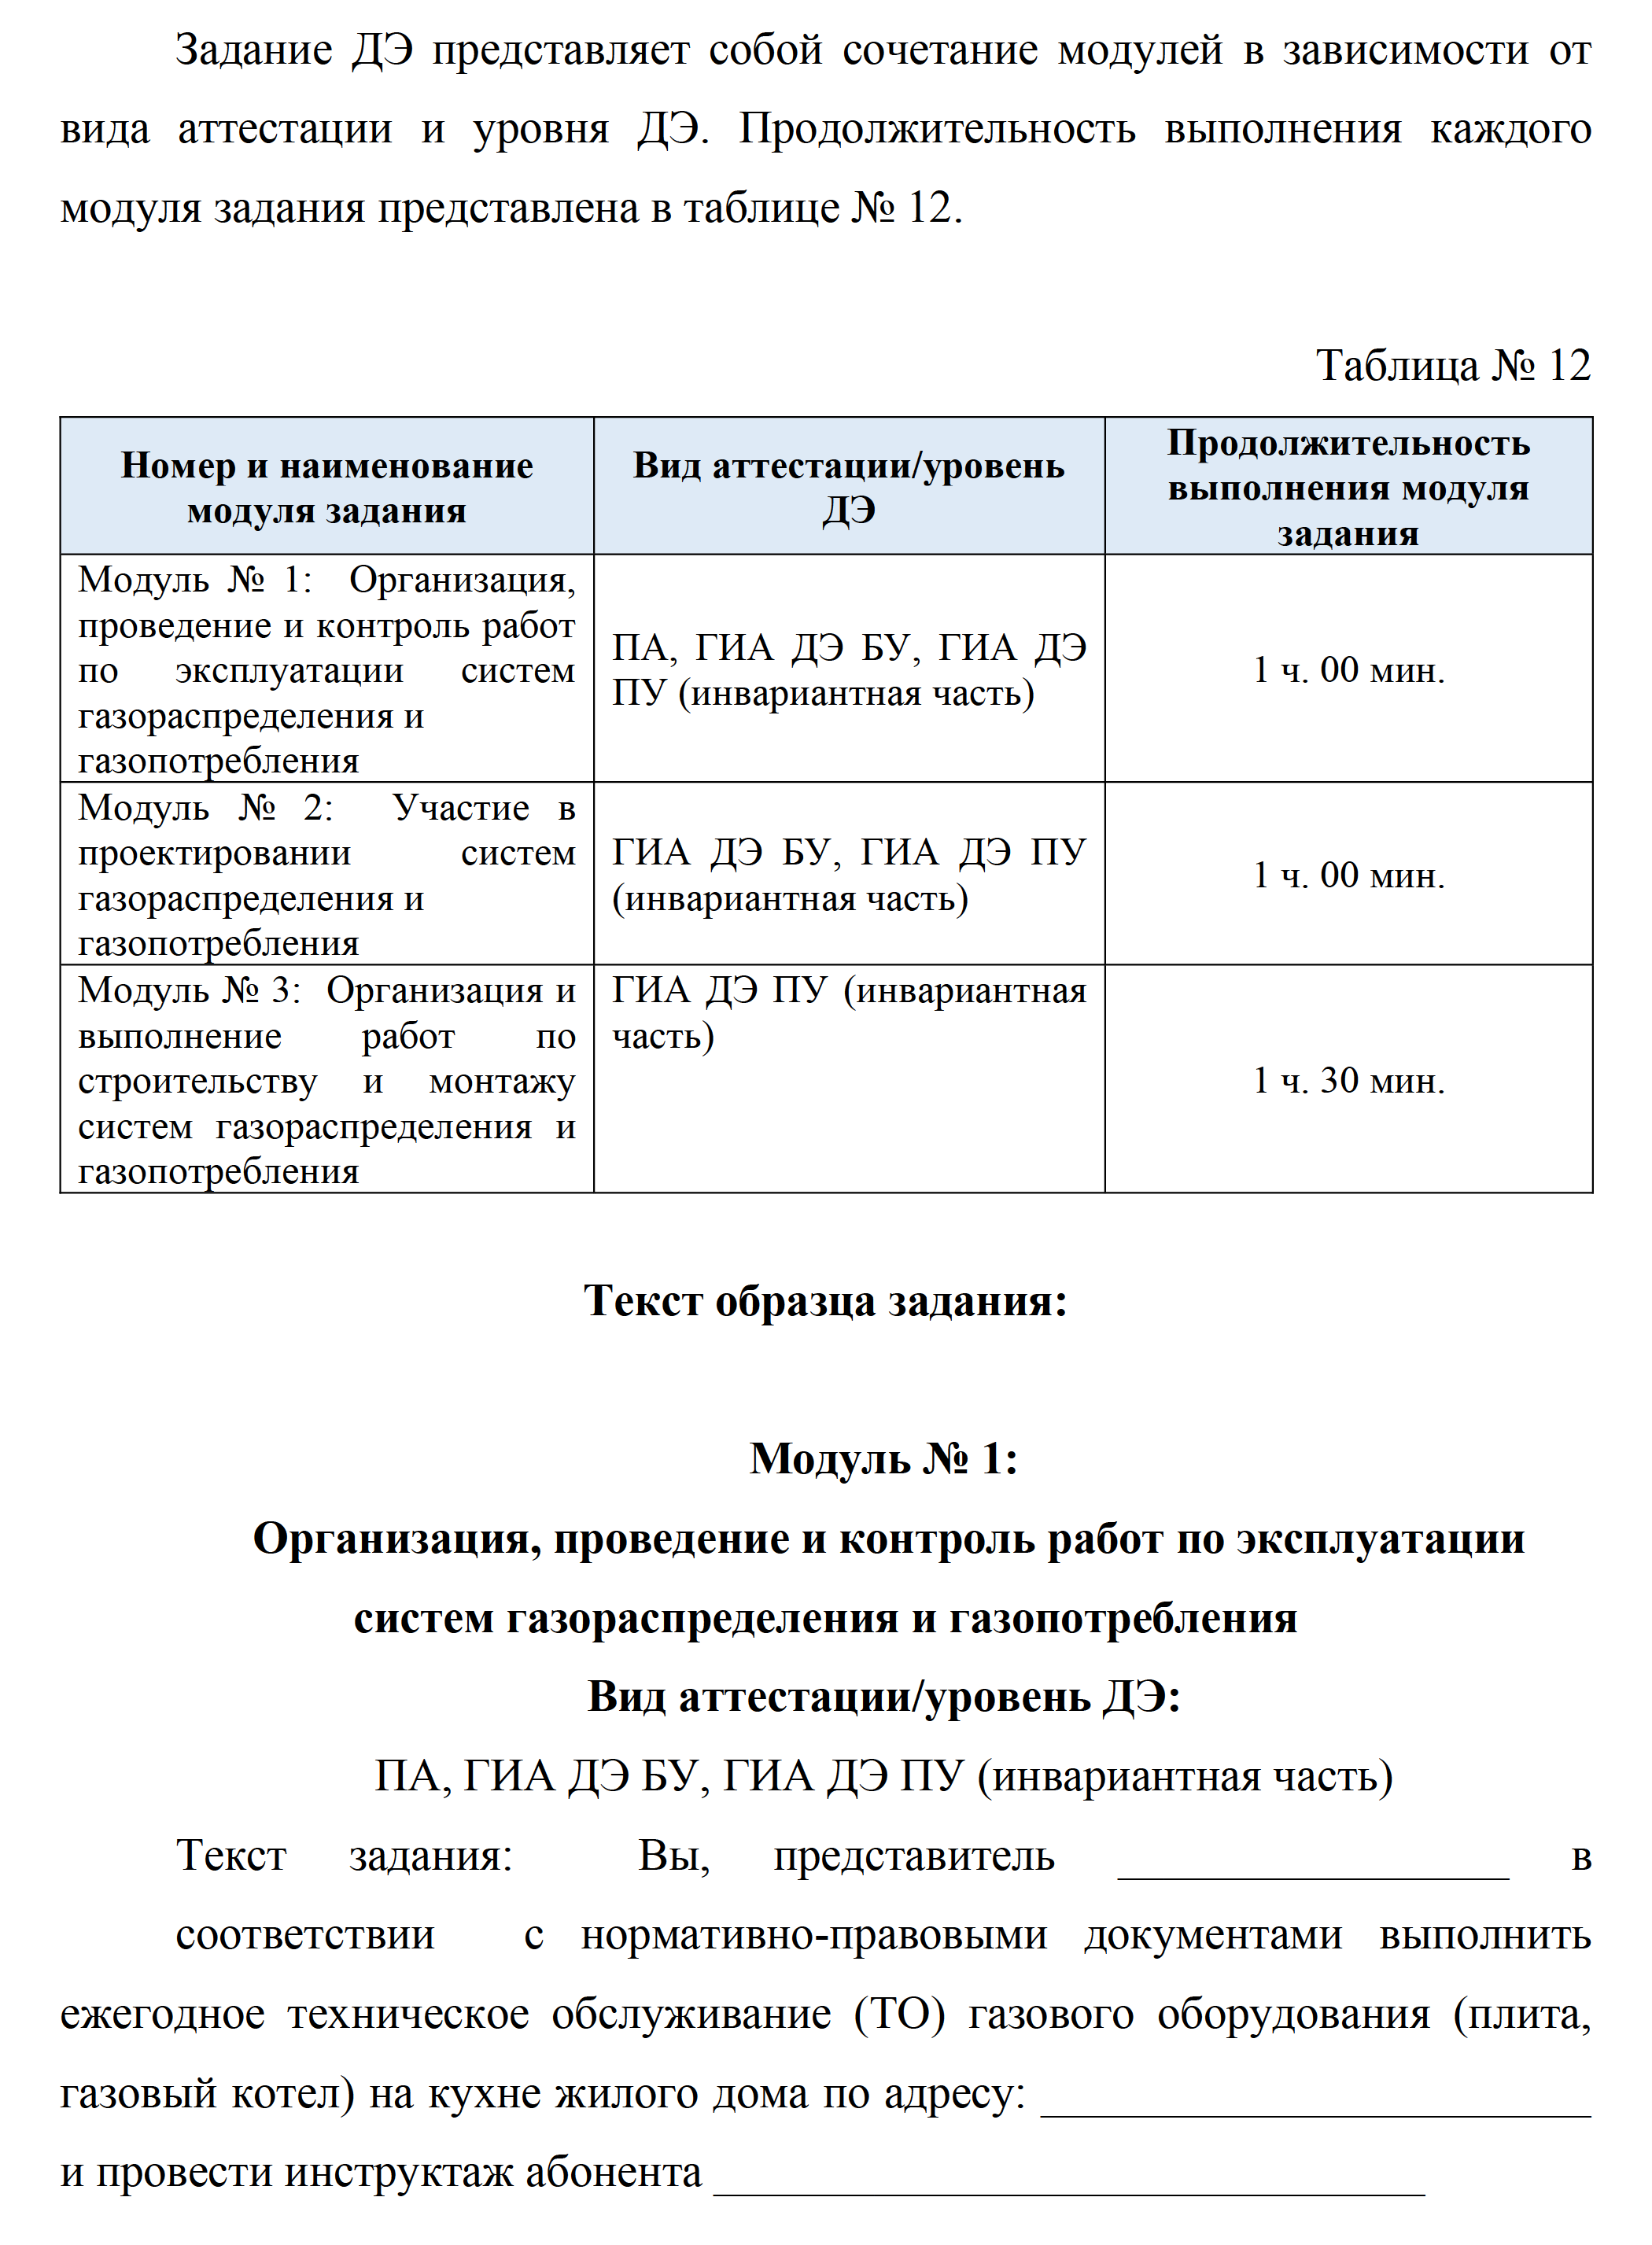 Задание ДЭ представляет собой сочетание модулей в зависимости от
вида аттестации и уровня ДЭ. Продолжительность выполнения каждого
модуля задания представлена в таблице № 12.
Таблица № 12
Номер и наименование
модуля задания
Вид аттестации/уровень
ДЭ
Продолжительность
выполнения модуля
задания
Модуль № 1: Организация,
проведение и контроль работ
по эксплуатации систем
газораспределения и
газопотребления
ПА, ГИА ДЭ БУ, ГИА ДЭ
ПУ (инвариантная часть)
1 ч. 00 мин.
Модуль № 2: Участие в
проектировании систем
газораспределения и
газопотребления
ГИА ДЭ БУ, ГИА ДЭ ПУ
(инвариантная часть)
1 ч. 00 мин.
Модуль № 3: Организация и
выполнение работ по
строительству и монтажу
систем газораспределения и
газопотребления
ГИА ДЭ ПУ (инвариантная
часть)
1 ч. 30 мин.
Текст образца задания:
Модуль № 1:
Организация, проведение и контроль работ по эксплуатации
систем газораспределения и газопотребления
Вид аттестации/уровень ДЭ:
ПА, ГИА ДЭ БУ, ГИА ДЭ ПУ (инвариантная часть)
Текст задания: Вы, представитель ________________ в
соответствии с нормативно-правовыми документами выполнить
ежегодное техническое обслуживание (ТО) газового оборудования (плита,
газовый котел) на кухне жилого дома по адресу: _______________________
и провести инструктаж абонента ______________________________